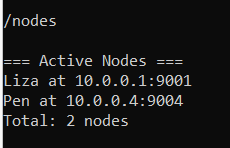 /nodes
=== Active Nodes ===
Liza at 10.0.0.1:9001
Pen at 10.0.0.4:9004
Total: 2 nodes